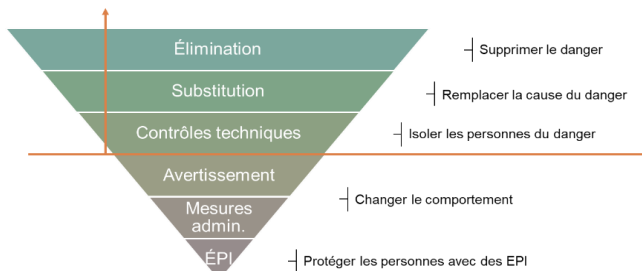 Élimination
Supprimer le danger
Substitution
Remplacer la cause du danger
Contrôles techniques
Isoler les personnes du danger
Avertissement
Changer le comportement
Mesures
admin.
ÉPI
Protéger les personnes avec des EPI